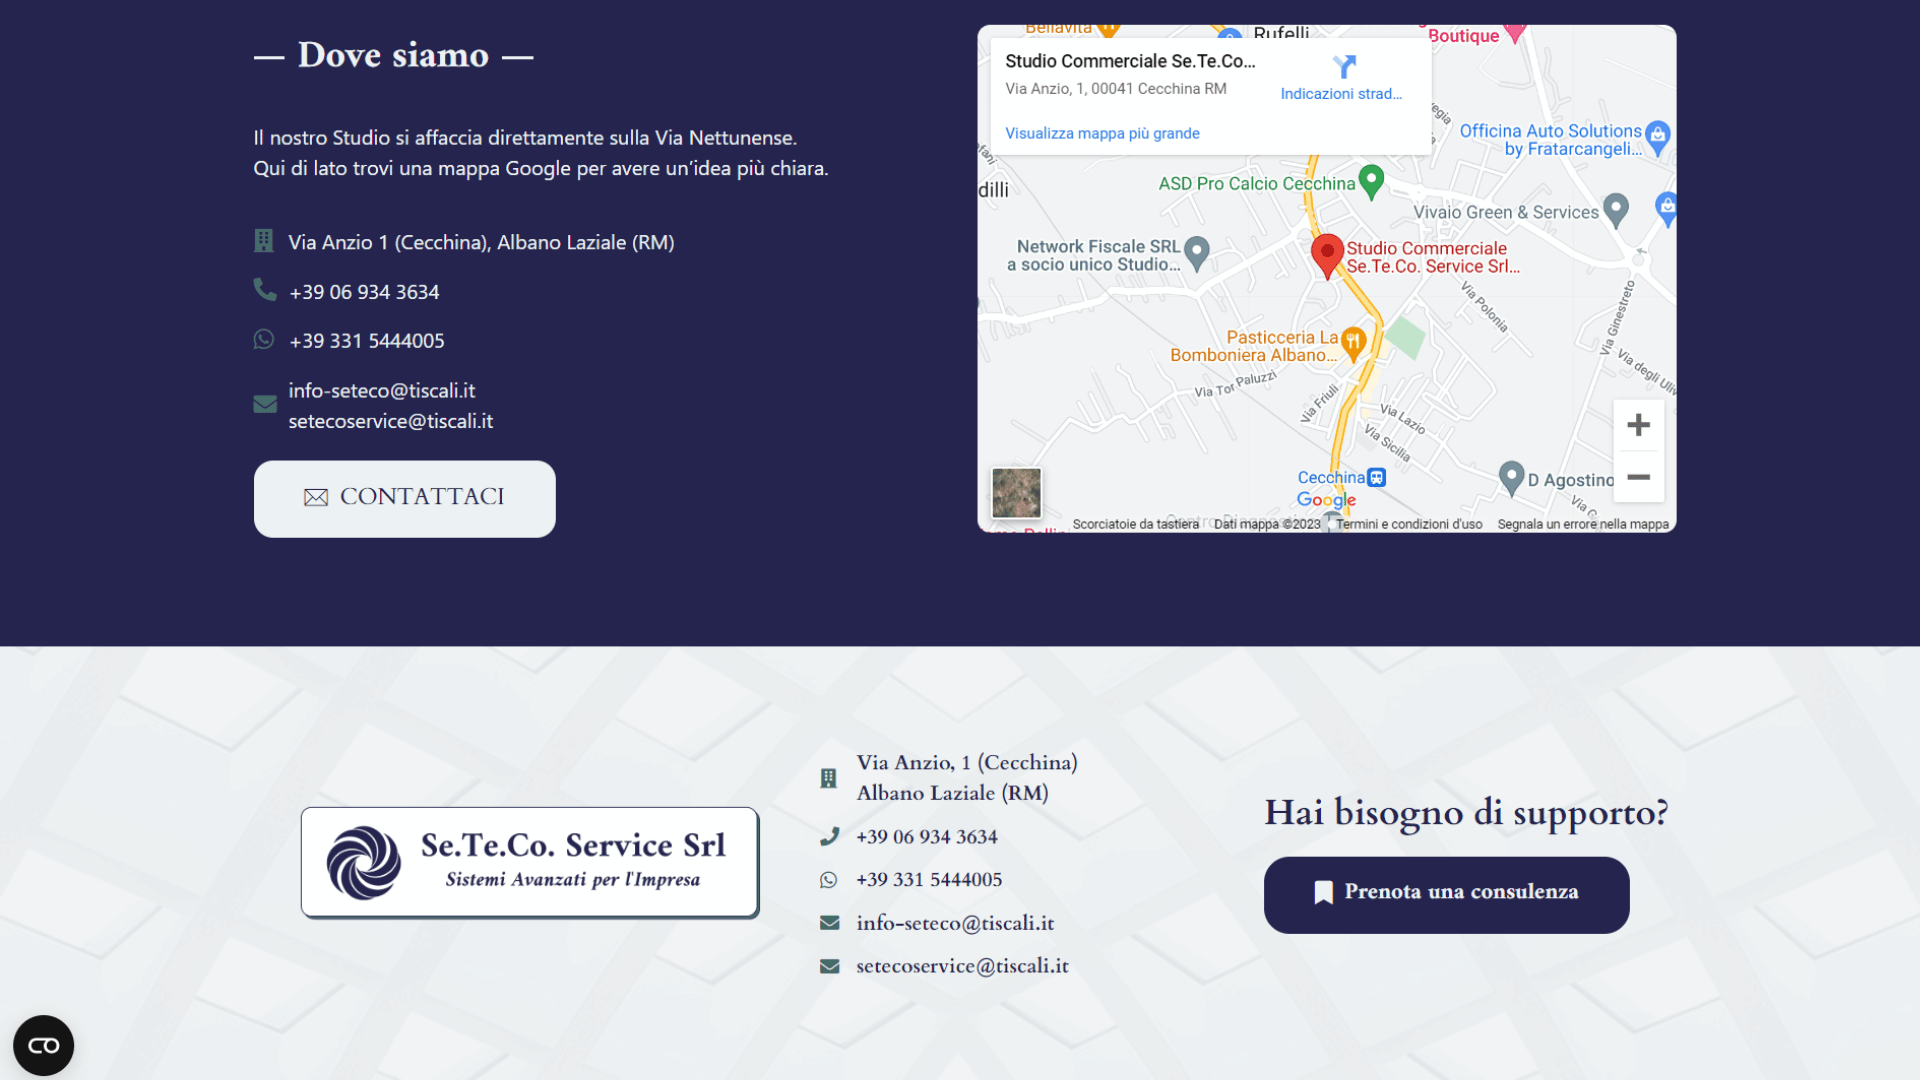 — Dove siamo —
Il nostro Studio si affaccia direttamente sulla Via Nettunense.
Qui di lato trovi una mappa Google per avere un'idea più chiara.
Via Anzio 1 (Cecchina), Albano Laziale (RM)
+39 06 934 3634
+39 331 5444005
info-seteco@tiscali.it
setecoservice@tiscali.it
CONTATTACI
Bellavita
Rufelli
Boutique
Studio Commerciale Se.Te.Co...
Via Anzio, 1, 00041 Cecchina RM
Indicazioni strad...
Visualizza mappa più grande
Officina Auto Solutions
by Fratarcangeli...
dilli
ASD Pro Calcio Cecchina
Vivaio Green & Services
Network Fiscale SRL
a socio unico Studio...
Studio Commerciale
Se.Te.Co. Service Srl...
Via Polonia
Via Ginestreto
Pasticceria La
Bomboniera Albano...
Via degli
Via Tor Paluzzi
Via Friuli
Via Lazio
Via Sicilia
Cecchina
D Agostino
Google
Scorciatoie da tastiera
Dati mappa ©2023
Termini e condizioni d'uso
Segnala un errore nella mappa
Se.Te.Co. Service Srl
Sistemi Avanzati per l'Impresa
Via Anzio, 1 (Cecchina)
Albano Laziale (RM)
+39 06 934 3634
+39 331 5444005
info-seteco@tiscali.it
setecoservice@tiscali.it
Hai bisogno di supporto?
Prenota una consulenza